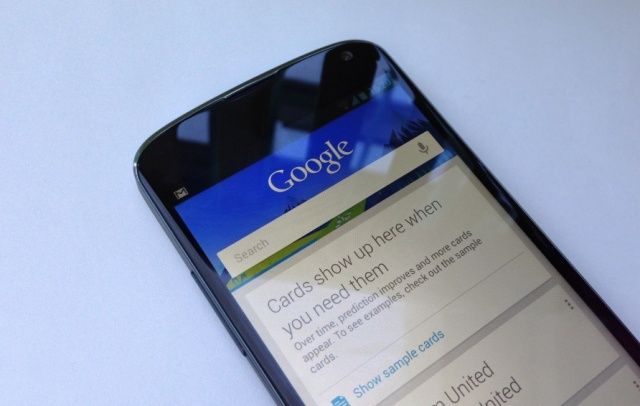 Google
Search
Cards show up here when
you need them
Over time, prediction improves and more cards
appear. To see examples, check out the sample
cards.
Show sample cards
United
United